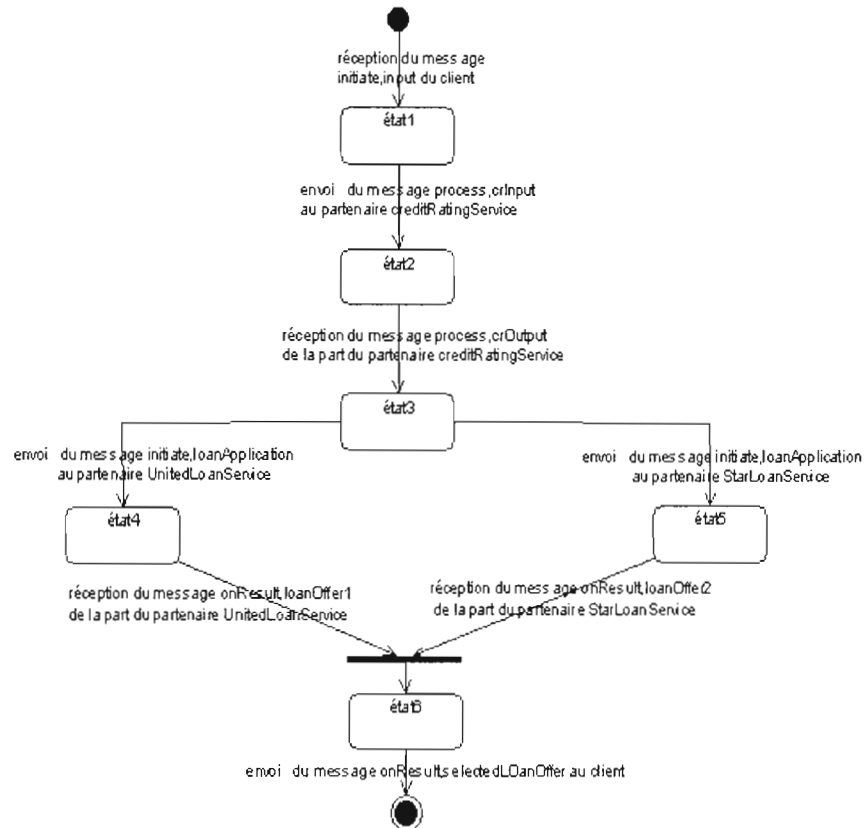 réception du message
initiate,input du client
état1
envoi du message process,crInput
au partenaire creditRatingService
état2
réception du message process,crOutput
de la part du partenaire creditRatingService
état3
envoi du message initiate,loanApplication
au partenaire UnitedLoanService
envoi du message initiate,loanApplication
au partenaire StarLoanService
état4
état5
réception du message onResult,loanOffer1
de la part du partenaire UnitedLoanService
réception du message onResult,loanOffer2
de la part du partenaire StarLoanService
état6
envoi du message onResult,selectedLOanOffer au client